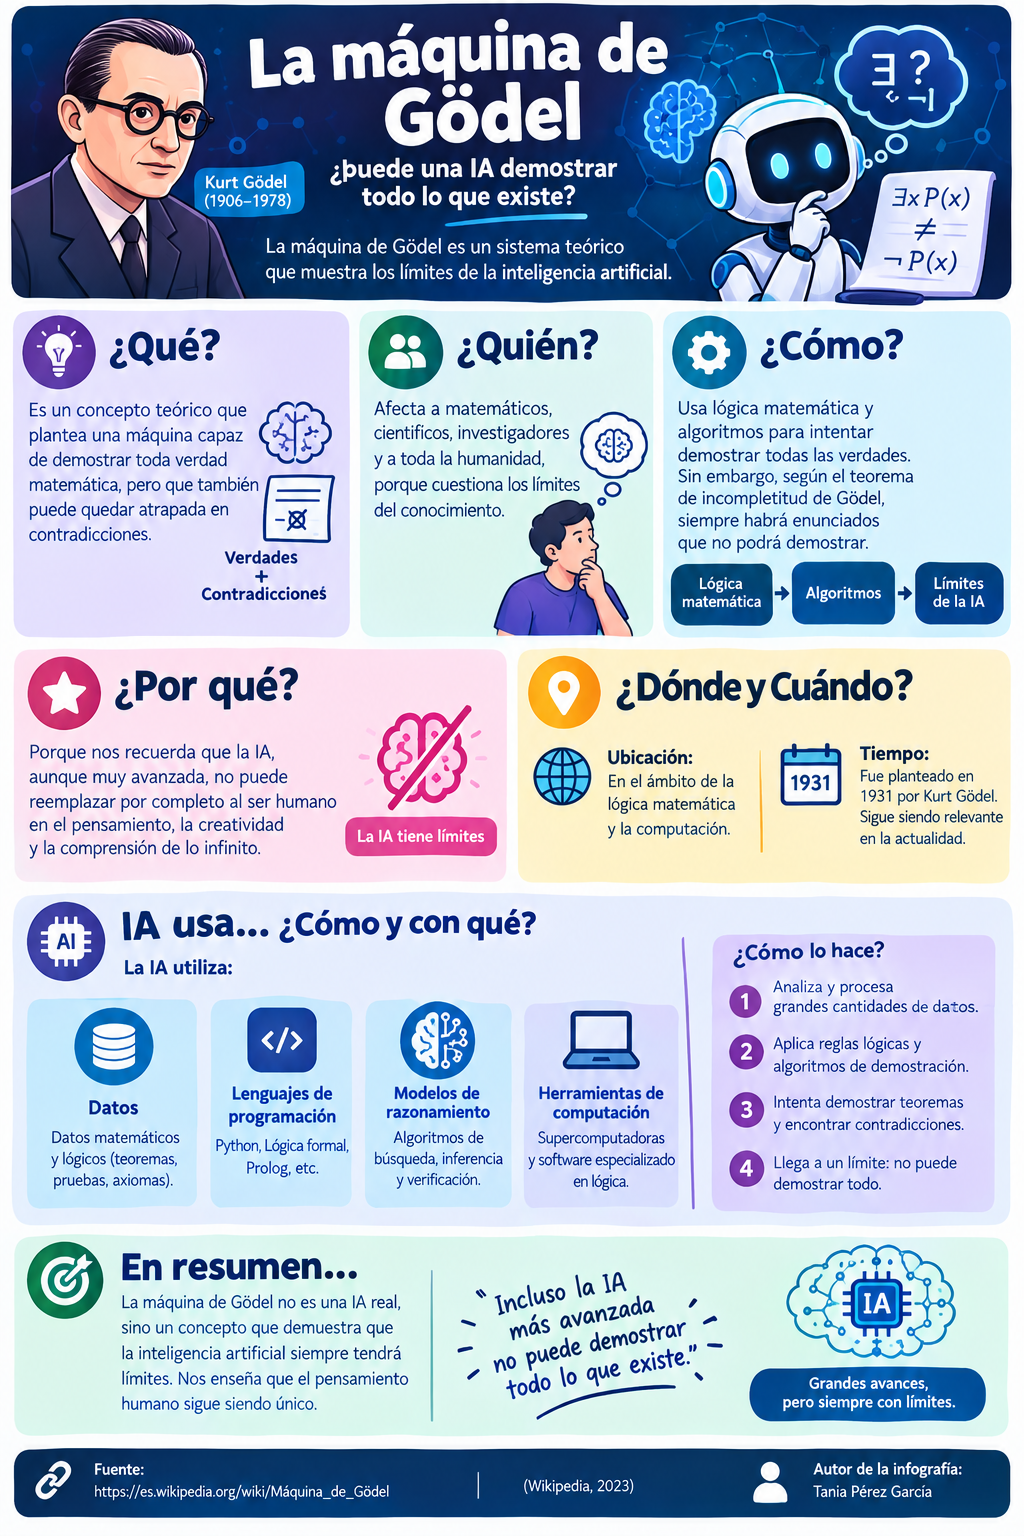 La máquina de
Gödel
¿puede una IA demostrar
todo lo que existe?
Kurt Gödel
(1906–1978)
La máquina de Gödel es un sistema teórico
que muestra los límites de la inteligencia artificial.
∃ ?
∃x P(x)
≠
¬ P(x)
¿Qué?
Es un concepto teórico que
plantea una máquina capaz
de demostrar toda verdad
matemática, pero que también
puede quedar atrapada en
contradicciones.
Verdades
+
Contradicciones
¿Quién?
Afecta a matemáticos,
científicos, investigadores
y a toda la humanidad,
porque cuestiona los límites
del conocimiento.
¿Cómo?
Usa lógica matemática y
algoritmos para intentar
demostrar todas las verdades.
Sin embargo, según el teorema
de incompletitud de Gödel,
siempre habrá enunciados
que no podrá demostrar.
Lógica
matemática
Algoritmos
Límites
de la IA
¿Por qué?
Porque nos recuerda que la IA,
aunque muy avanzada, no puede
reemplazar por completo al ser humano
en el pensamiento, la creatividad
y la comprensión de lo infinito.
La IA tiene límites
¿Dónde y Cuándo?
Ubicación:
En el ámbito de la
lógica matemática
y la computación.
1931
Tiempo:
Fue planteado en
1931 por Kurt Gödel.
Sigue siendo relevante
en la actualidad.
AI
IA usa... ¿Cómo y con qué?
La IA utiliza:
Datos
Datos matemáticos
y lógicos (teoremas,
pruebas, axiomas).
</>
Lenguajes de
programación
Python, Lógica formal,
Prolog, etc.
Modelos de
razonamiento
Algoritmos de
búsqueda, inferencia
y verificación.
Herramientas de
computación
Supercomputadoras
y software especializado
en lógica.
¿Cómo lo hace?
1 Analiza y procesa
grandes cantidades de datos.
2 Aplica reglas lógicas y
algoritmos de demostración.
3 Intenta demostrar teoremas
y encontrar contradicciones.
4 Llega a un límite: no puede
demostrar todo.
En resumen...
La máquina de Gödel no es una IA real,
sino un concepto que demuestra que
la inteligencia artificial siempre tendrá
límites. Nos enseña que el pensamiento
humano sigue siendo único.
“Incluso la IA
más avanzada
no puede demostrar
todo lo que existe.”
IA
Grandes avances,
pero siempre con límites.
Fuente:
https://es.wikipedia.org/wiki/Máquina_de_Gödel
(Wikipedia, 2023)
Autor de la infografía:
Tania Pérez García